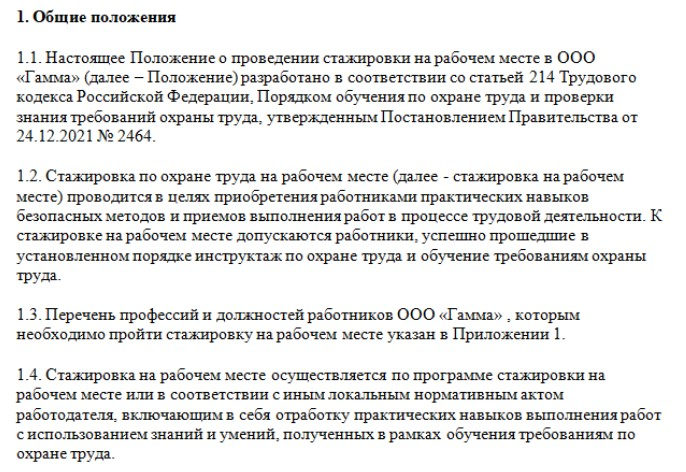 1. Общие положения
1.1. Настоящее Положение о проведении стажировки на рабочем месте в ООО
«Гамма» (далее – Положение) разработано в соответствии со статьей 214 Трудового
кодекса Российской Федерации, Порядком обучения по охране труда и проверки
знания требований охраны труда, утвержденным Постановлением Правительства от
24.12.2021 № 2464.
1.2. Стажировка по охране труда на рабочем месте (далее - стажировка на рабочем
месте) проводится в целях приобретения работниками практических навыков
безопасных методов и приемов выполнения работ в процессе трудовой деятельности. К
стажировке на рабочем месте допускаются работники, успешно прошедшие в
установленном порядке инструктаж по охране труда и обучение требованиям охраны
труда.
1.3. Перечень профессий и должностей работников ООО «Гамма» , которым
необходимо пройти стажировку на рабочем месте указан в Приложении 1.
1.4. Стажировка на рабочем месте осуществляется по программе стажировки на
рабочем месте или в соответствии с иным локальным нормативным актом
работодателя, включающим в себя отработку практических навыков выполнения работ
с использованием знаний и умений, полученных в рамках обучения требованиям по
охране труда.